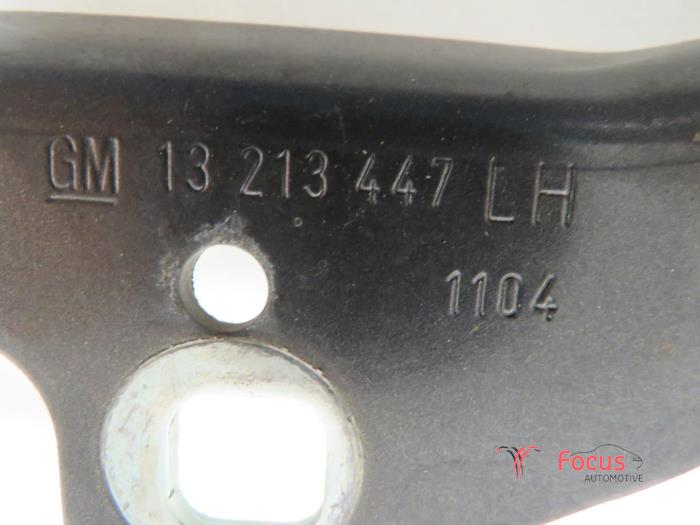 GM 13 213 447 LH
1104
Focus
AUTOMOTIVE